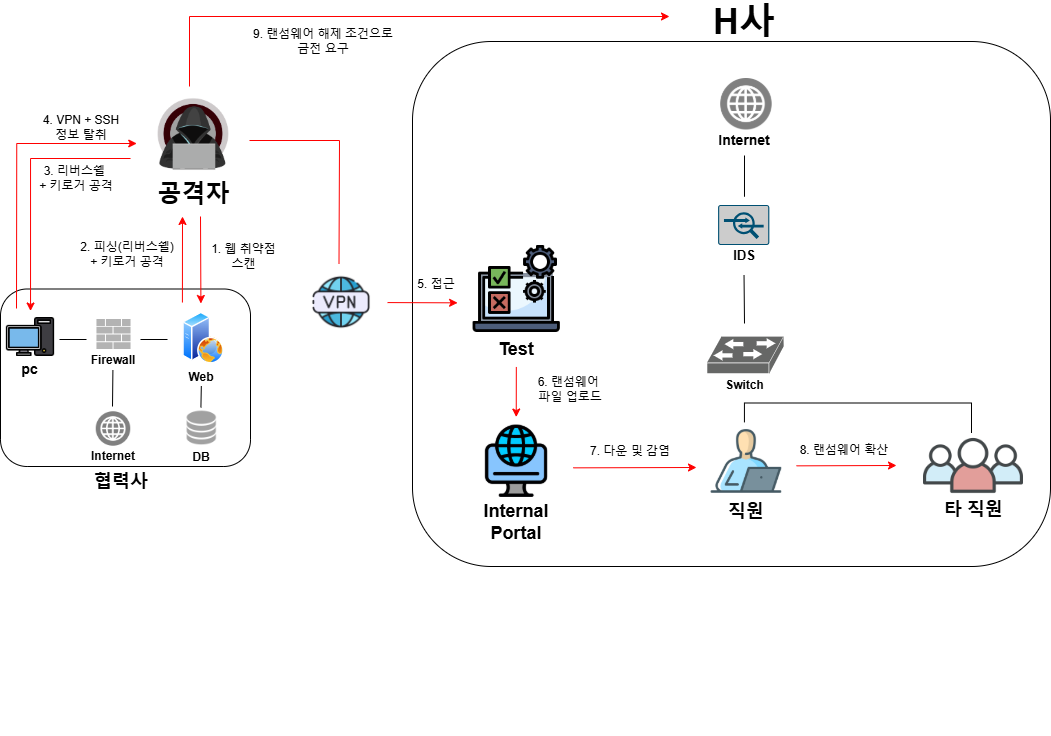 H사
9. 랜섬웨어 해제 조건으로
금전 요구
4. VPN + SSH
정보 탈취
3. 리버스쉘
+ 키로거 공격
공격자
2. 피싱(리버스쉘)
+ 키로거 공격
1. 웹 취약점
스캔
pc
Firewall
Web
Internet
DB
협력사
VPN
5. 접근
Test
6. 랜섬웨어
파일 업로드
Internal
Portal
7. 다운 및 감염
Internet
IDS
Switch
직원
8. 랜섬웨어 확산
타 직원